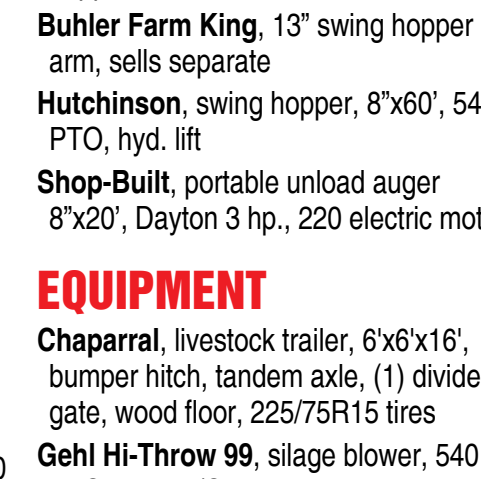 Buhler Farm King, 13” swing hopper
arm, sells separate
Hutchinson, swing hopper, 8”x60’, 54
PTO, hyd. lift
Shop-Built, portable unload auger
8”x20’, Dayton 3 hp., 220 electric mot
EQUIPMENT
Chaparral, livestock trailer, 6'x6'x16',
bumper hitch, tandem axle, (1) divide
gate, wood floor, 225/75R15 tires
Gehl Hi-Throw 99, silage blower, 540